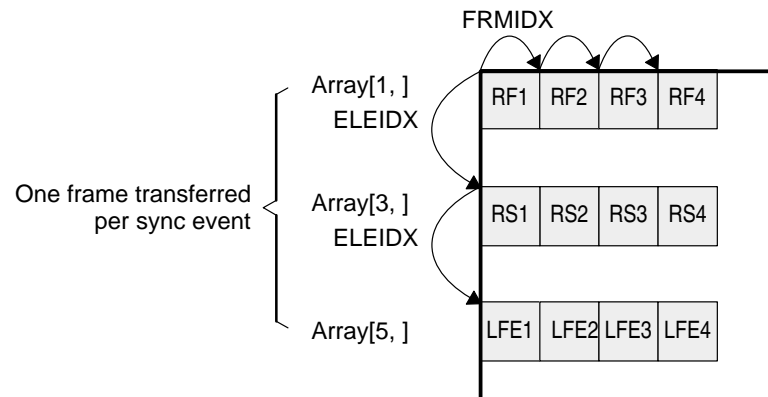 FRMIDX
Array[1, ]
ELEIDX
RF1 RF2 RF3 RF4
One frame transferred
per sync event
Array[3, ]
ELEIDX
RS1 RS2 RS3 RS4
Array[5, ]
LFE1 LFE2 LFE3 LFE4